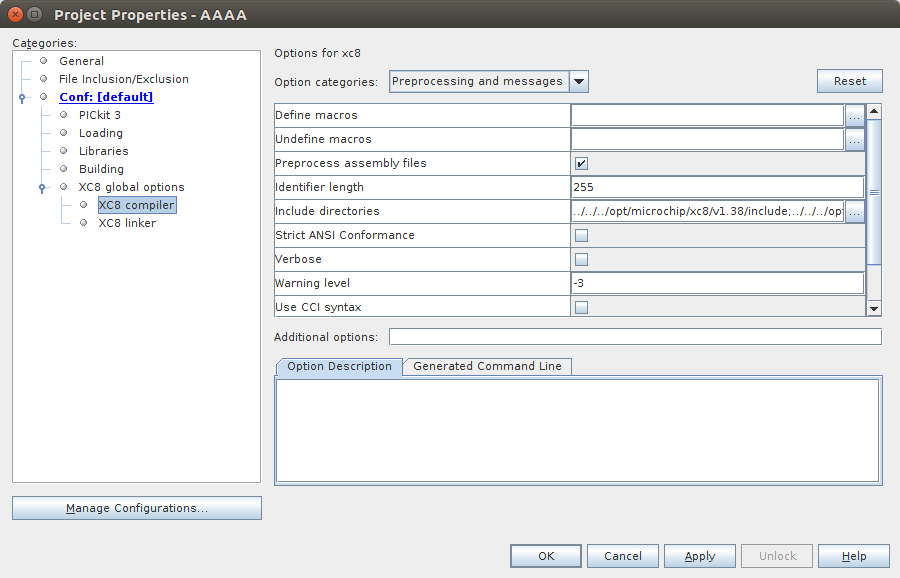 Project Properties - AAAA
Categories:
General
File Inclusion/Exclusion
Conf: [default]
PICkit 3
Loading
Libraries
Building
XC8 global options
XC8 compiler
XC8 linker
Manage Configurations...
Options for xc8
Option categories: Preprocessing and messages Reset
Define macros ...
Undefine macros ...
Preprocess assembly files
Identifier length 255
Include directories ../../../opt/microchip/xc8/v1.38/include;../../../op ...
Strict ANSI Conformance
Verbose
Warning level -3
Use CCI syntax
Additional options:
Option Description Generated Command Line
OK Cancel Apply Unlock Help